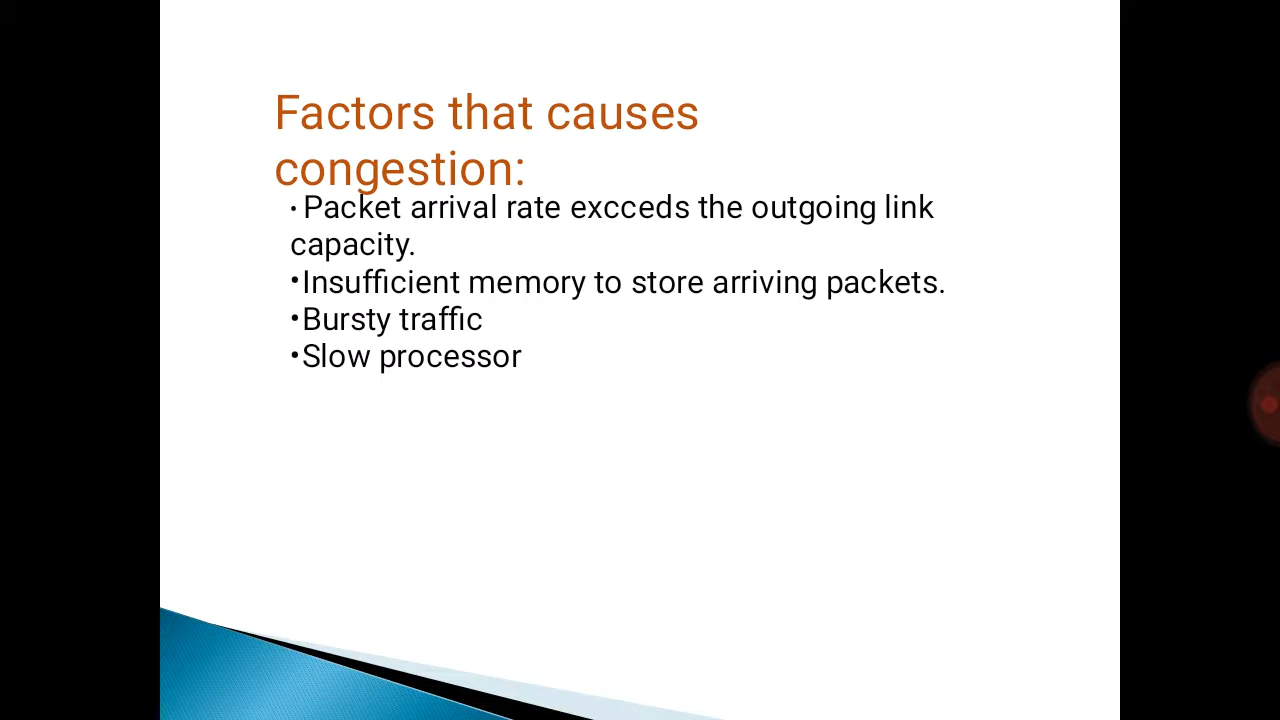 Factors that causes
congestion:
• Packet arrival rate excceds the outgoing link
capacity.
•Insufficient memory to store arriving packets.
•Bursty traffic
•Slow processor